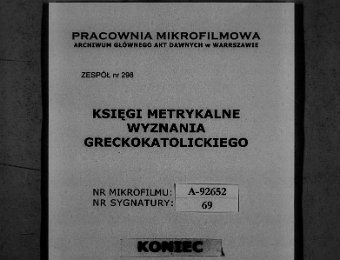 PRACOWNIA MIKROFILMOWA
ARCHIWUM GŁÓWNEGO AKT DAWNYCH w WARSZAWIE
ZESPÓŁ nr 298
KSIĘGI METRYKALNE
WYZNANIA
GRECKOKATOLICKIEGO
NR MIKROFILMU: A-92652
NR SYGNATURY: 69
KONIEC